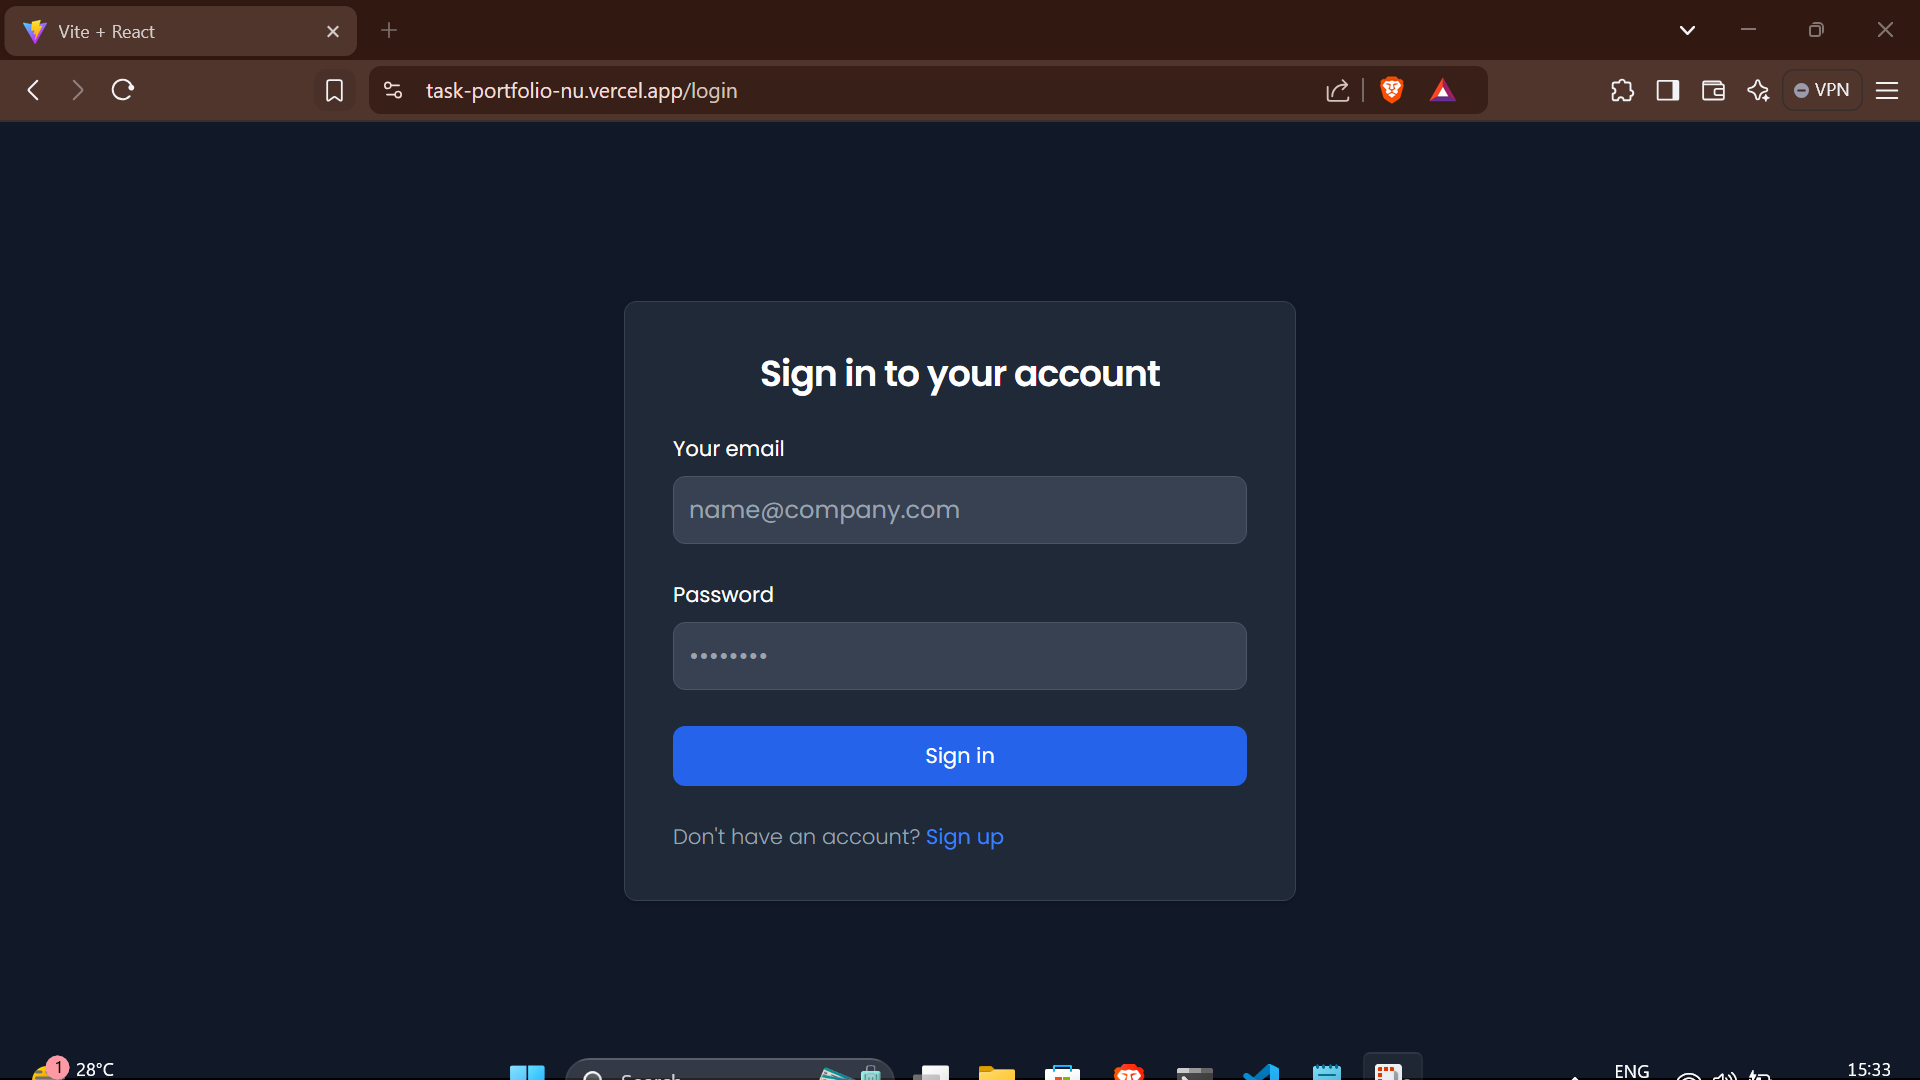 Vite + React
task-portfolio-nu.vercel.app/login
VPN
Sign in to your account
Your email
name@company.com
Password
••••••••
Sign in
Don't have an account? Sign up
1
28°C
Search
ENG
15:33